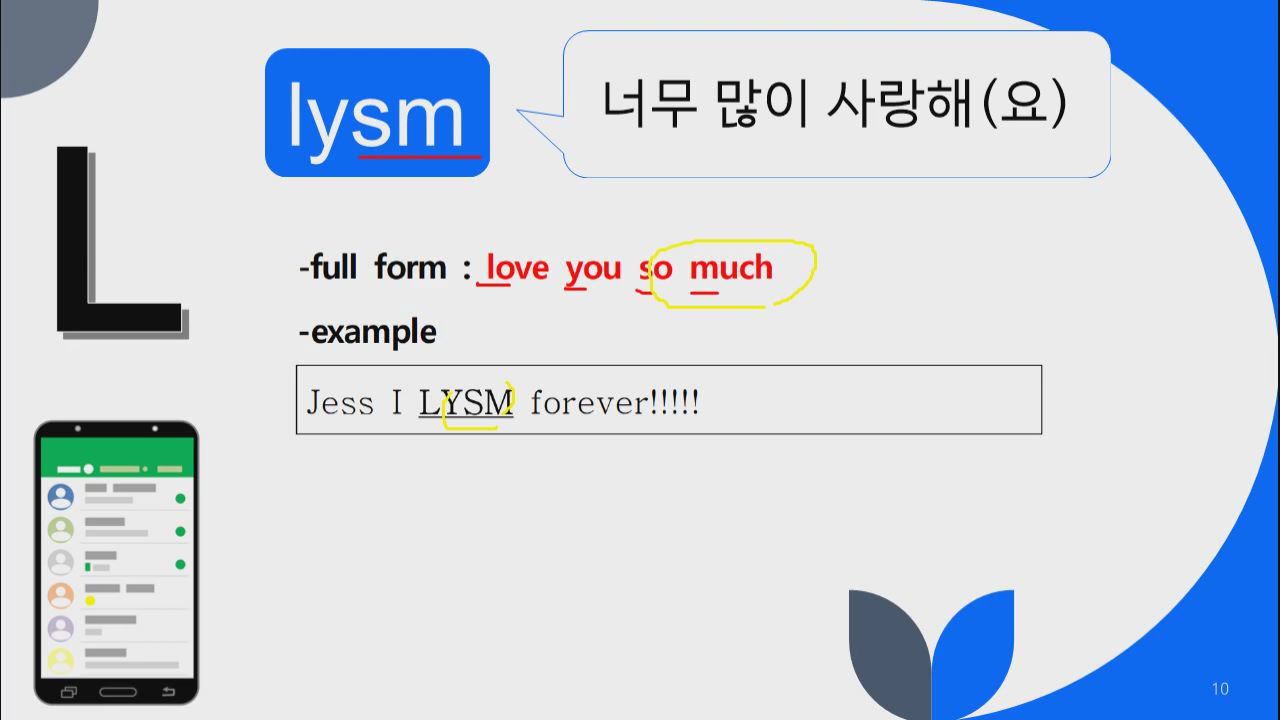 lysm
너무 많이 사랑해(요)
L
-full form : love you so much
-example
Jess I LYSM forever!!!!!
10